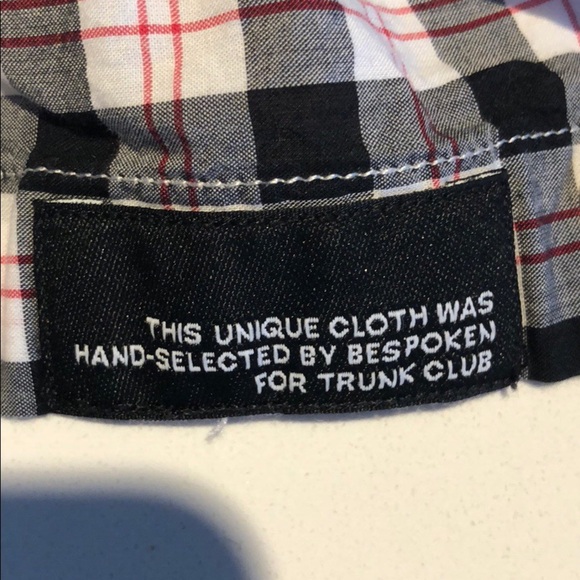 THIS UNIQUE CLOTH WAS
HAND-SELECTED BY BESPOKEN
FOR TRUNK CLUB